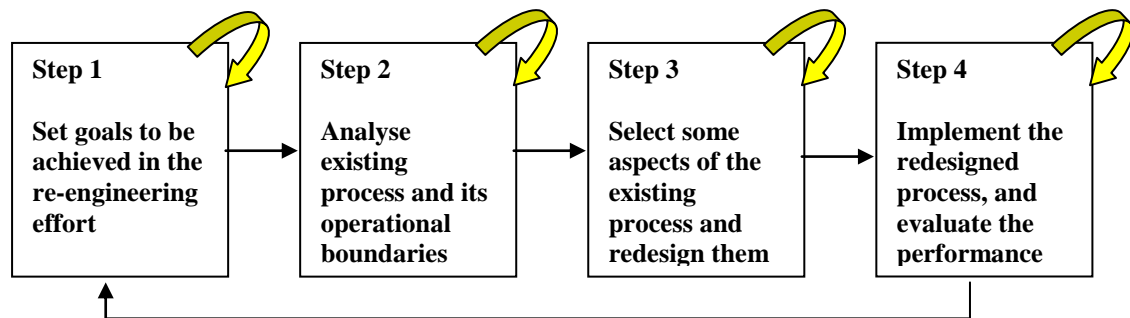 Step 1
Set goals to be
achieved in the
re-engineering
effort
Step 2
Analyse
existing
process and its
operational
boundaries
Step 3
Select some
aspects of the
existing
process and
redesign them
Step 4
Implement the
redesigned
process, and
evaluate the
performance